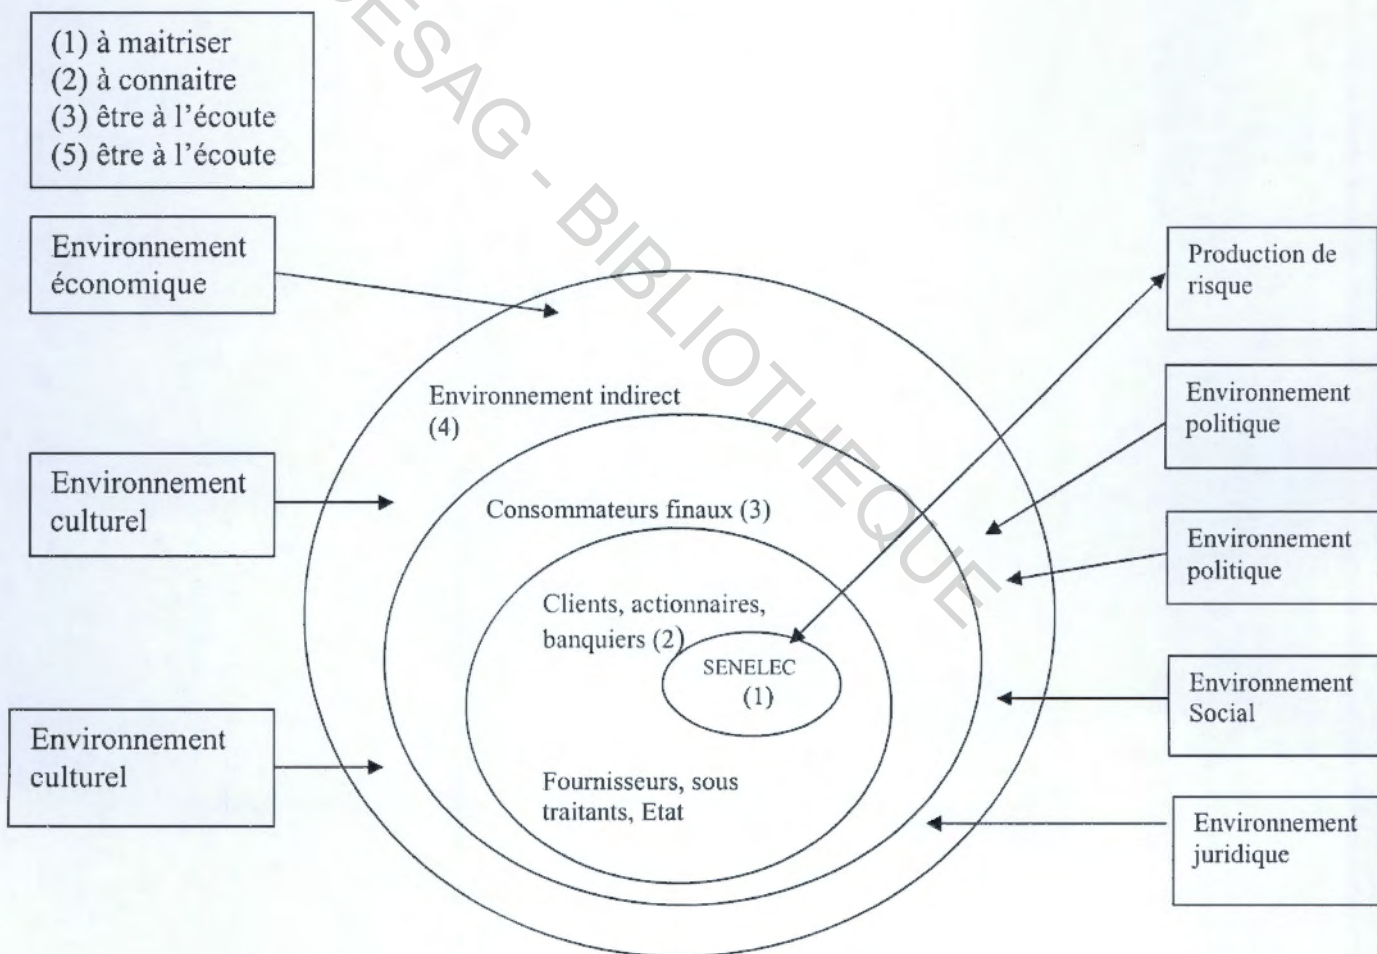 (1) à maitriser
(2) à connaitre
(3) être à l'écoute
(5) être à l'écoute
Environnement
économique
Environnement
culturel
Environnement
culturel
Environnement indirect
(4)
Consommateurs finaux (3)
Clients, actionnaires,
banquiers (2)
SENELEC
(1)
Fournisseurs, sous
traitants, Etat
Production de
risque
Environnement
politique
Environnement
politique
Environnement
Social
Environnement
juridique
ESAG - BIBLIOTHEQUE